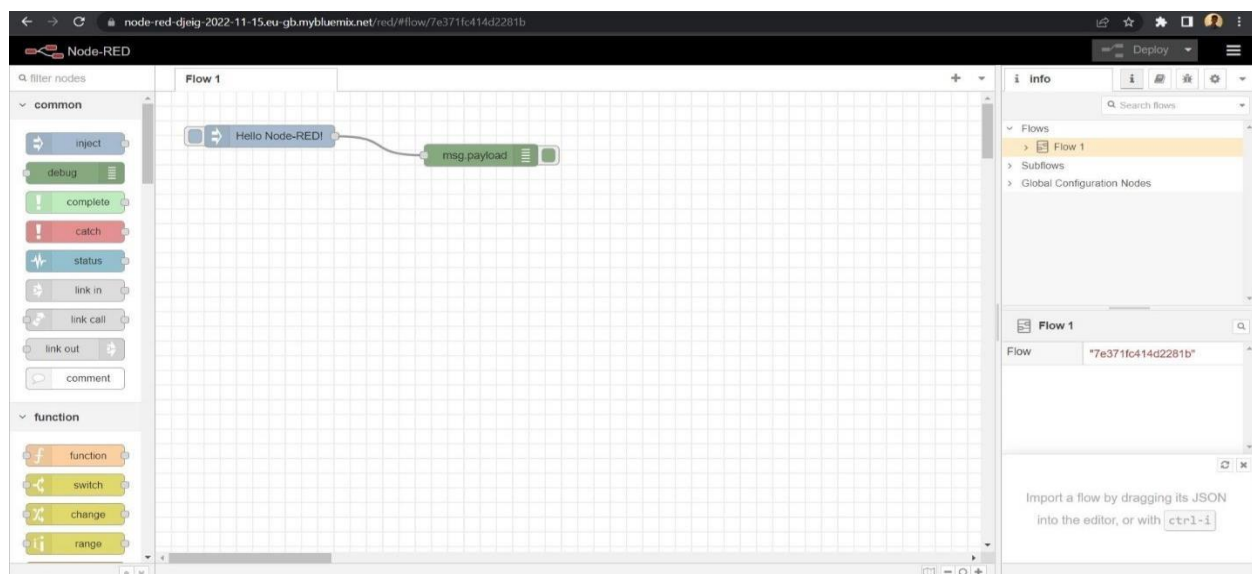 node-red-djeig-2022-11-15.eu-gb.mybluemix.net/red/#flow/7e371fc414d2281b
Node-RED
Deploy
filter nodes
common
inject
debug
complete
catch
status
link in
link call
link out
comment
function
function
switch
change
range
Flow 1
Hello Node-RED!
msg.payload
i info
i
Search flows
Flows
Flow 1
Subflows
Global Configuration Nodes
Flow 1
Flow "7e371fc414d2281b"
Import a flow by dragging its JSON
into the editor, or with ctrl-i